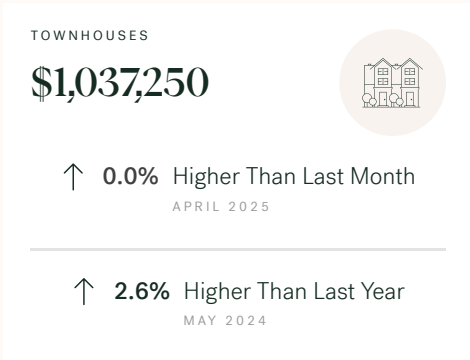 TOWNHOUSES
$1,037,250
0.0% Higher Than Last Month
APRIL 2025
2.6% Higher Than Last Year
MAY 2024